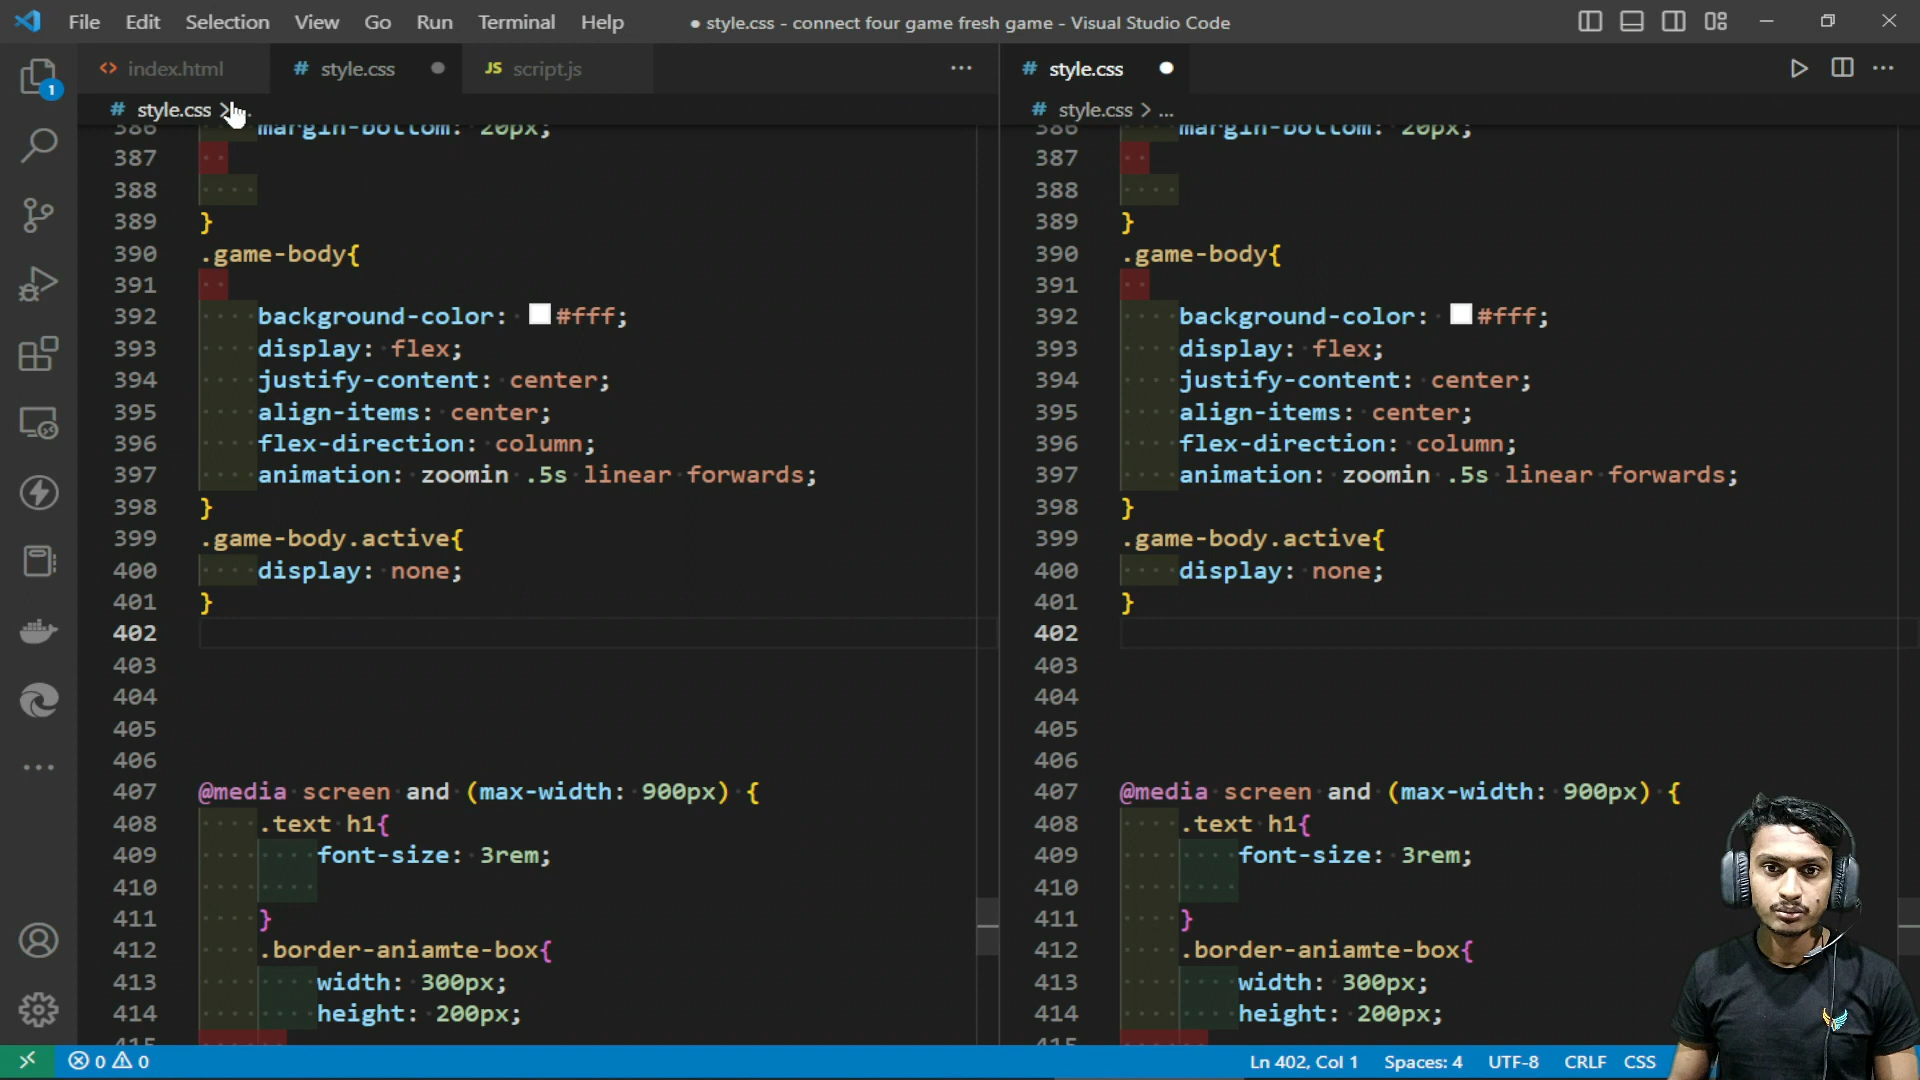 File Edit Selection View Go Run Terminal Help
● style.css - connect four game fresh game - Visual Studio Code
1
<> index.html
# style.css
JS script.js
...
# style.css
...
# style.css >
# style.css > ...
386 margin-bottom: 20px;
387
388
389 }
390 .game-body{
391
392 background-color: #fff;
393 display: flex;
394 justify-content: center;
395 align-items: center;
396 flex-direction: column;
397 animation: zoomin .5s linear forwards;
398 }
399 .game-body.active{
400 display: none;
401 }
402
403
404
405
406
407 @media screen and (max-width: 900px) {
408 .text h1{
409 font-size: 3rem;
410
411 }
412 .border-aniamte-box{
413 width: 300px;
414 height: 200px;
415
386 margin-bottom: 20px;
387
388
389 }
390 .game-body{
391
392 background-color: #fff;
393 display: flex;
394 justify-content: center;
395 align-items: center;
396 flex-direction: column;
397 animation: zoomin .5s linear forwards;
398 }
399 .game-body.active{
400 display: none;
401 }
402
403
404
405
406
407 @media screen and (max-width: 900px) {
408 .text h1{
409 font-size: 3rem;
410
411 }
412 .border-aniamte-box{
413 width: 300px;
414 height: 200px;
415
0 0
Ln 402, Col 1 Spaces: 4 UTF-8 CRLF CSS